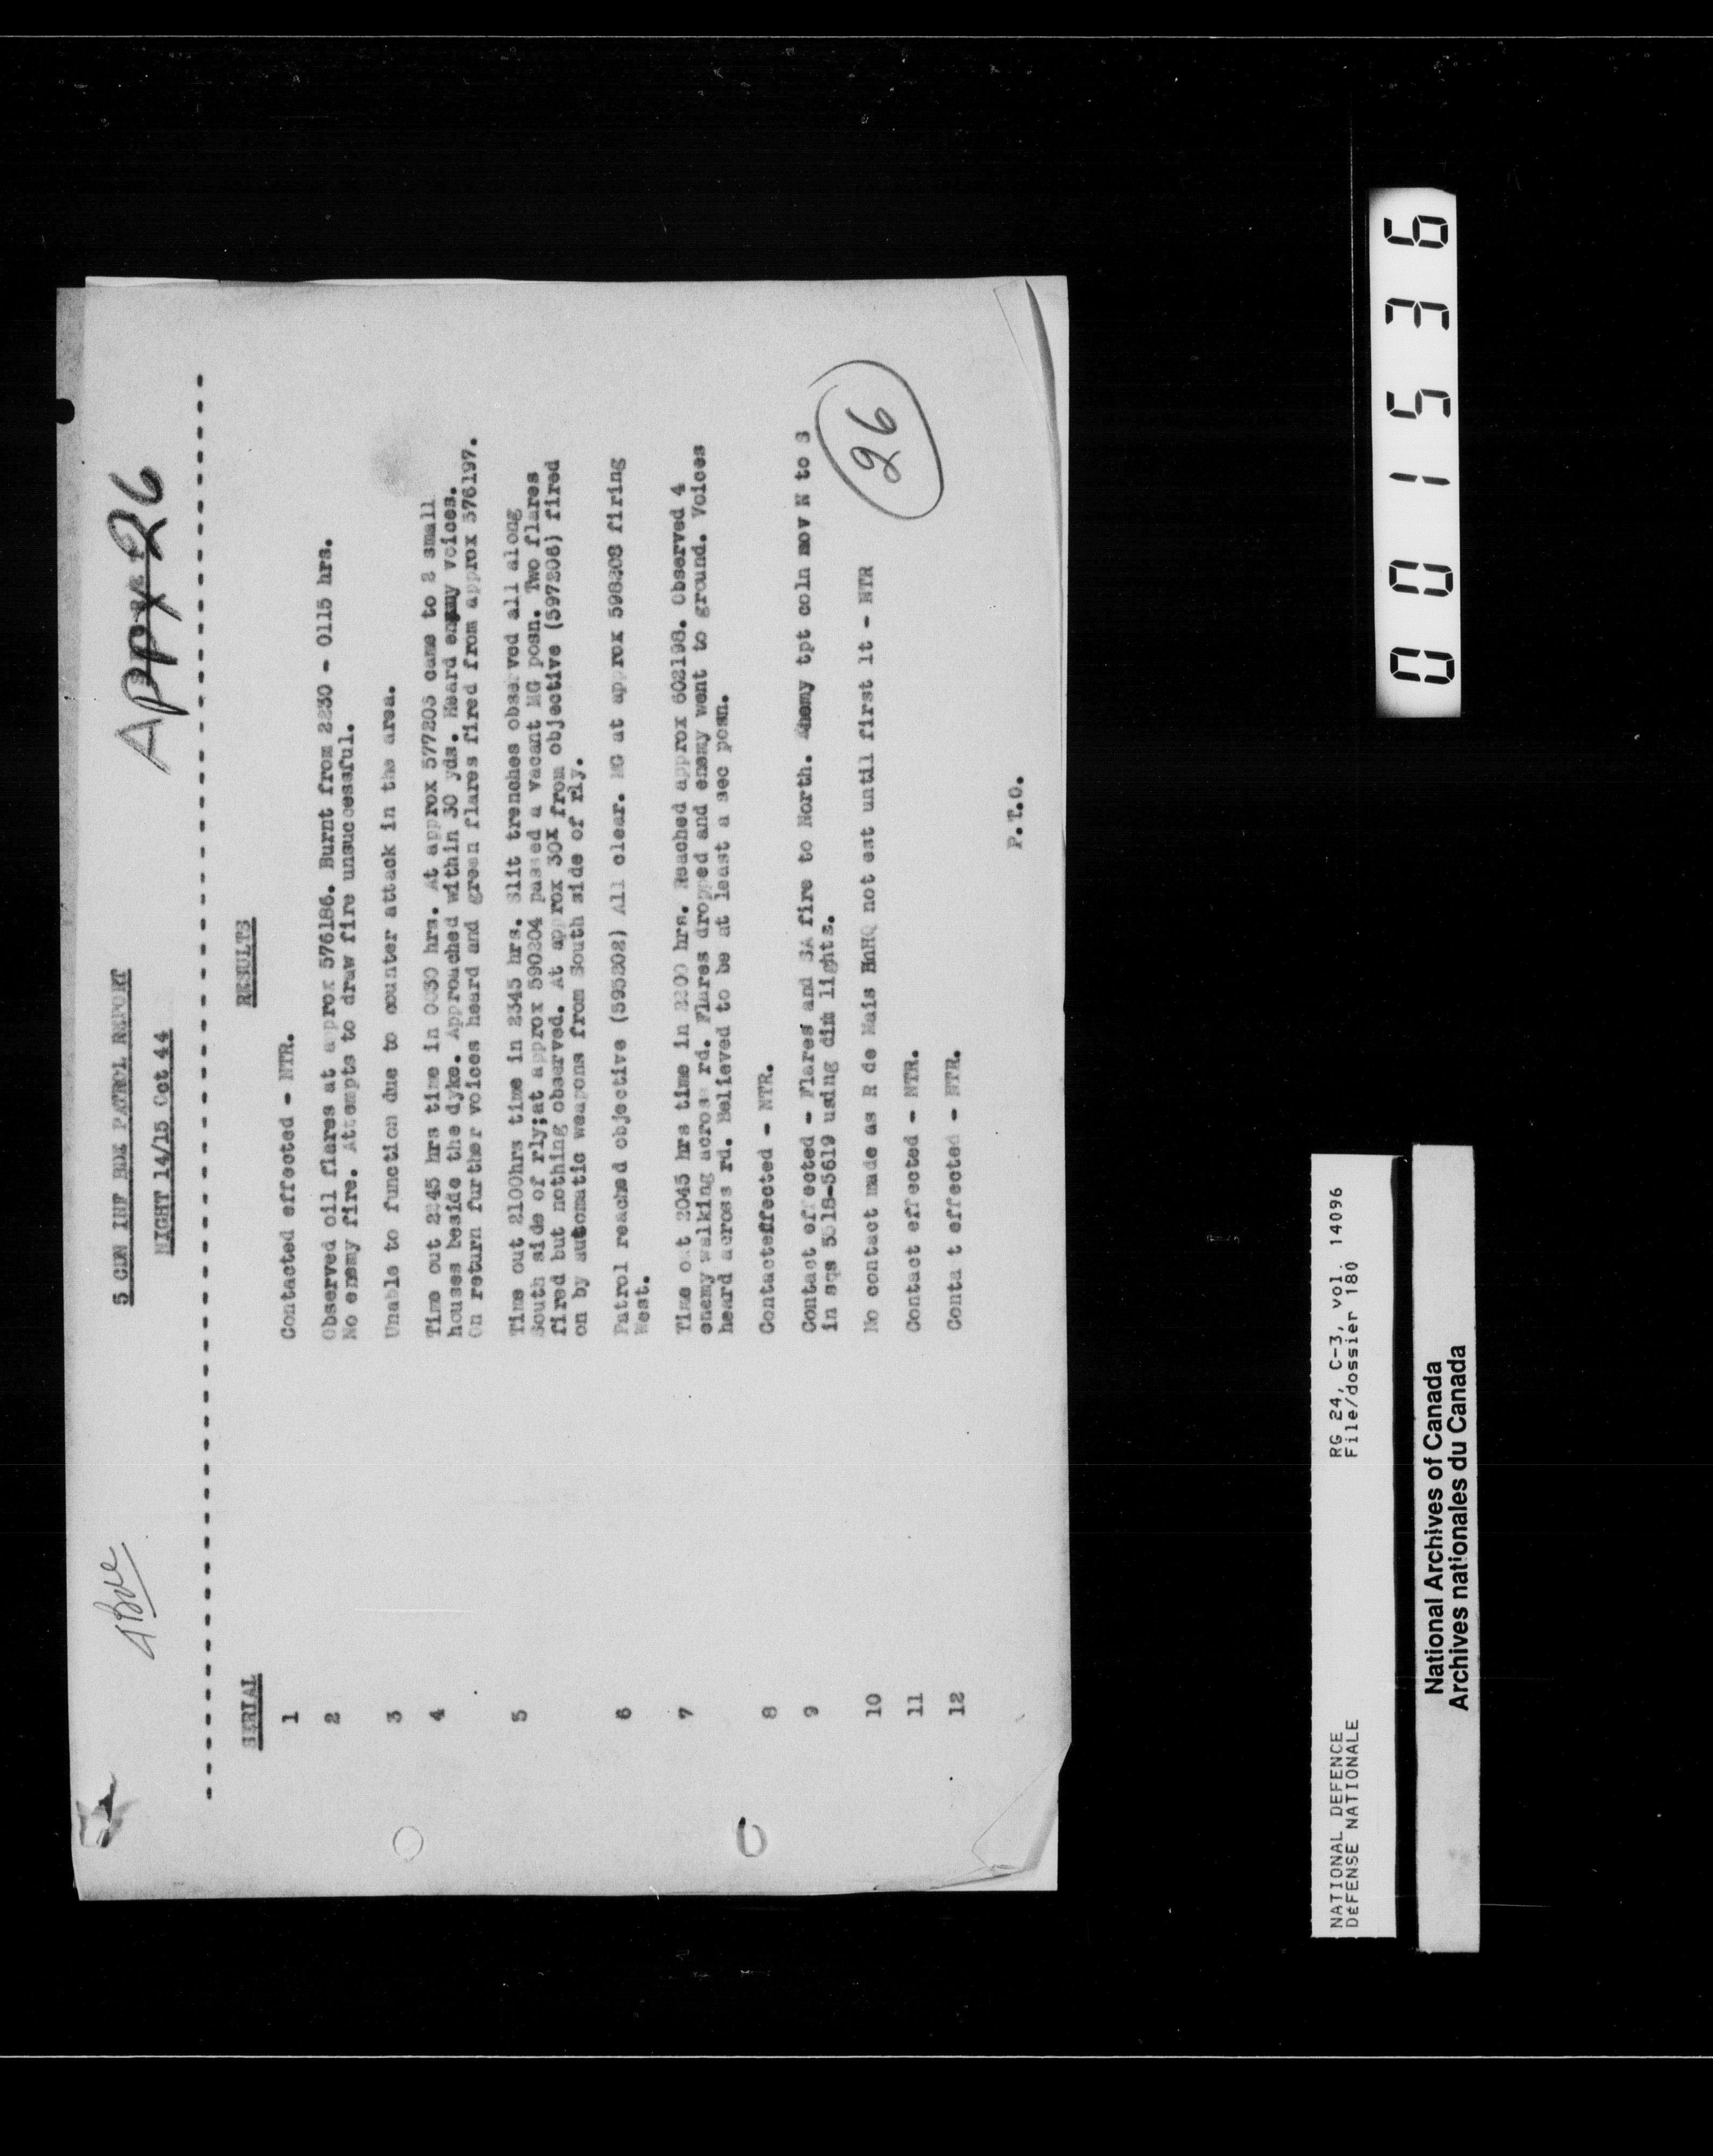 APPX 26
5 CDN INF BDE PATROL REPORT
NIGHT 14/15 Oct 44
SERIAL RESULTS
1 Contacted effected - NTR.
2 Observed oil flares at approx 576186. Burnt from 2230 - 0115 hrs.
No enemy fire. Attempts to draw fire unsuccessful.
3 Unable to function due to counter attack in the area.
4 Time out 2245 hrs time in 0030 hrs. At approx 577203 came to 2 small
houses beside the dyke. Approached within 30 yds. Heard enemy voices.
On return further voices heard and green flares fired from approx 576197.
5 Time out 2100hrs time in 2345 hrs. Slit trenches observed all along
South side of rly;at approx 590204 passed a vacant MG posn. Two flares
fired but nothing observed. At approx 30x from objective (597206) fired
on by automatic weapons from South side of rly.
6 Patrol reached objective (595202) All clear. MG at approx 598208 firing
West.
7 Time out 2045 hrs time in 2200 hrs. Reached approx 602198. Observed 4
enemy walking across rd. Flares dropped and enemy went to ground. Voices
heard across rd. Believed to be at least a sec posn.
8 Contacteffected - NTR.
9 Contact effected - Flares and SA fire to North. Enemy tpt coln mov N to S
in sqs 5518-5619 using dim lights.
10 No contact made as R de Mais BnHQ not est until first lt - NTR
11 Contact effected - NTR.
12 Conta t effected - NTR.
26
P.T.O.
001536
NATIONAL DEFENCE RG 24, C-3, vol. 14096
DÉFENSE NATIONALE File/dossier 180
National Archives of Canada
Archives nationales du Canada